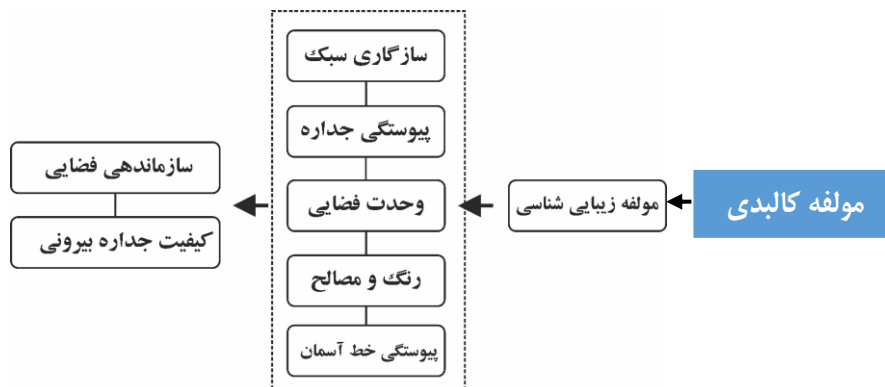 مولفه کالبدی
مولفه زیبایی شناسی
سازگاری سبک
پیوستگی جداره
وحدت فضایی
رنگ و مصالح
پیوستگی خط آسمان
سازماندهی فضایی
کیفیت جداره بیرونی